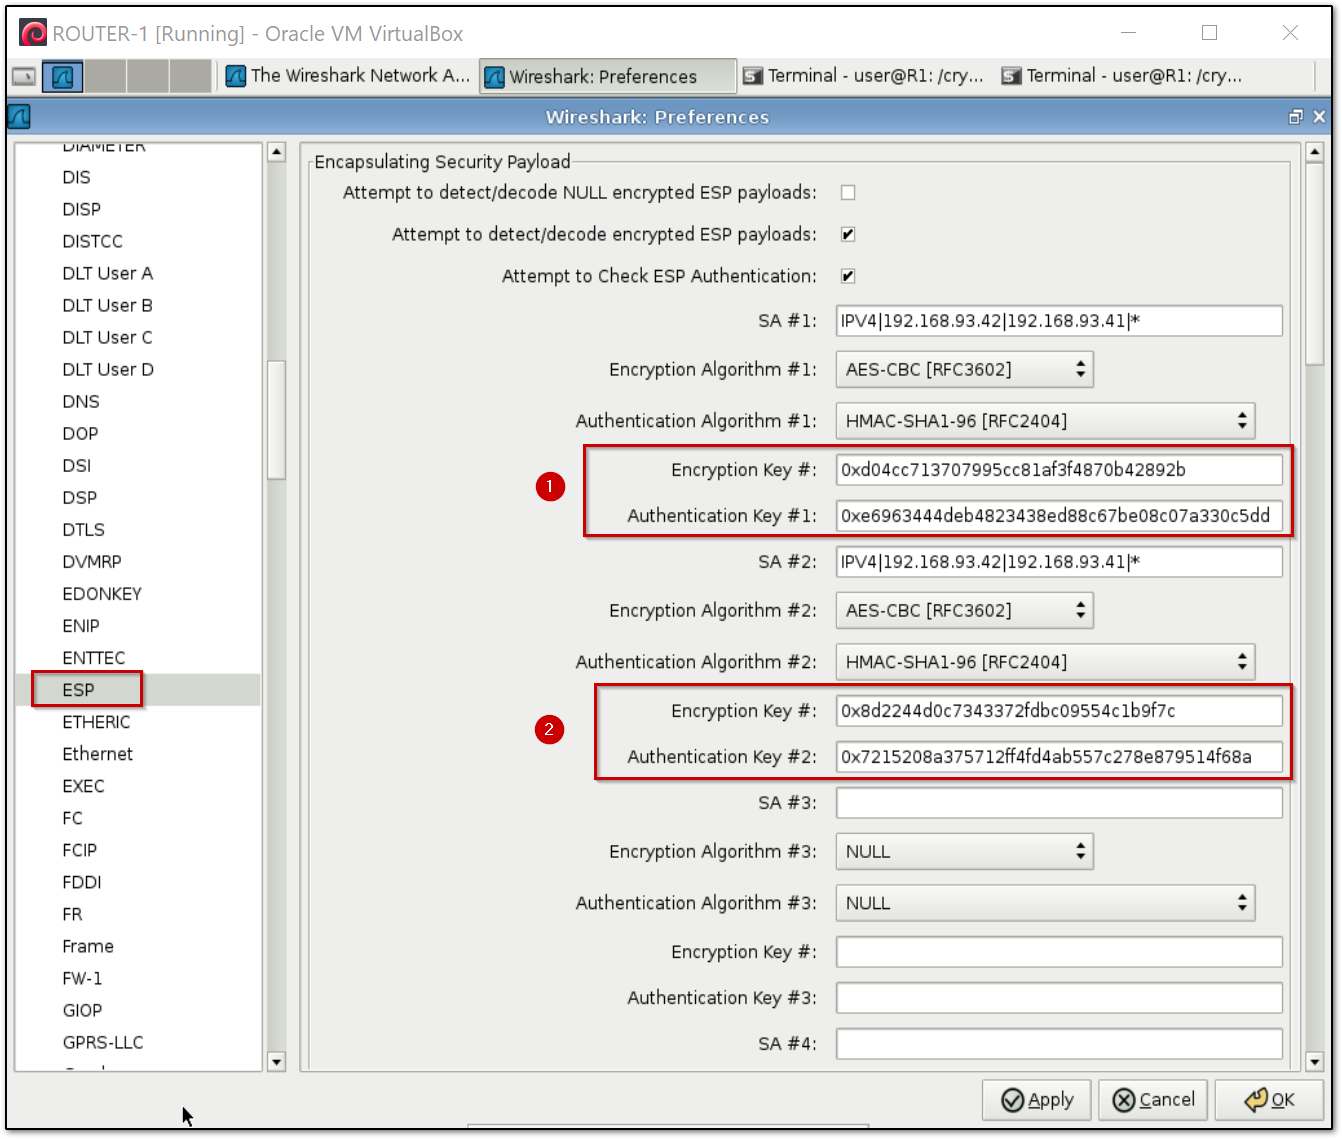 ROUTER-1 [Running] - Oracle VM VirtualBox
The Wireshark Network A... Wireshark: Preferences Terminal - user@R1: /cry... Terminal - user@R1: /cry...
Wireshark: Preferences
DIAMETER
DIS
DISP
DISTCC
DLT User A
DLT User B
DLT User C
DLT User D
DNS
DOP
DSI
DSP
DTLS
DVMRP
EDONKEY
ENIP
ENTTEC
ESP
ETHERIC
Ethernet
EXEC
FC
FCIP
FDDI
FR
Frame
FW-1
GIOP
GPRS-LLC
Encapsulating Security Payload
Attempt to detect/decode NULL encrypted ESP payloads:
Attempt to detect/decode encrypted ESP payloads:
Attempt to Check ESP Authentication:
SA #1: IPV4|192.168.93.42|192.168.93.41|*
Encryption Algorithm #1: AES-CBC [RFC3602]
Authentication Algorithm #1: HMAC-SHA1-96 [RFC2404]
1
Encryption Key #: 0xd04cc713707995cc81af3f4870b42892b
Authentication Key #1: 0xe6963444deb4823438ed88c67be08c07a330c5dd
SA #2: IPV4|192.168.93.42|192.168.93.41|*
Encryption Algorithm #2: AES-CBC [RFC3602]
Authentication Algorithm #2: HMAC-SHA1-96 [RFC2404]
2
Encryption Key #: 0x8d2244d0c7343372fdbc09554c1b9f7c
Authentication Key #2: 0x7215208a375712ff4fd4ab557c278e879514f68a
SA #3:
Encryption Algorithm #3: NULL
Authentication Algorithm #3: NULL
Encryption Key #:
Authentication Key #3:
SA #4:
Apply Cancel OK